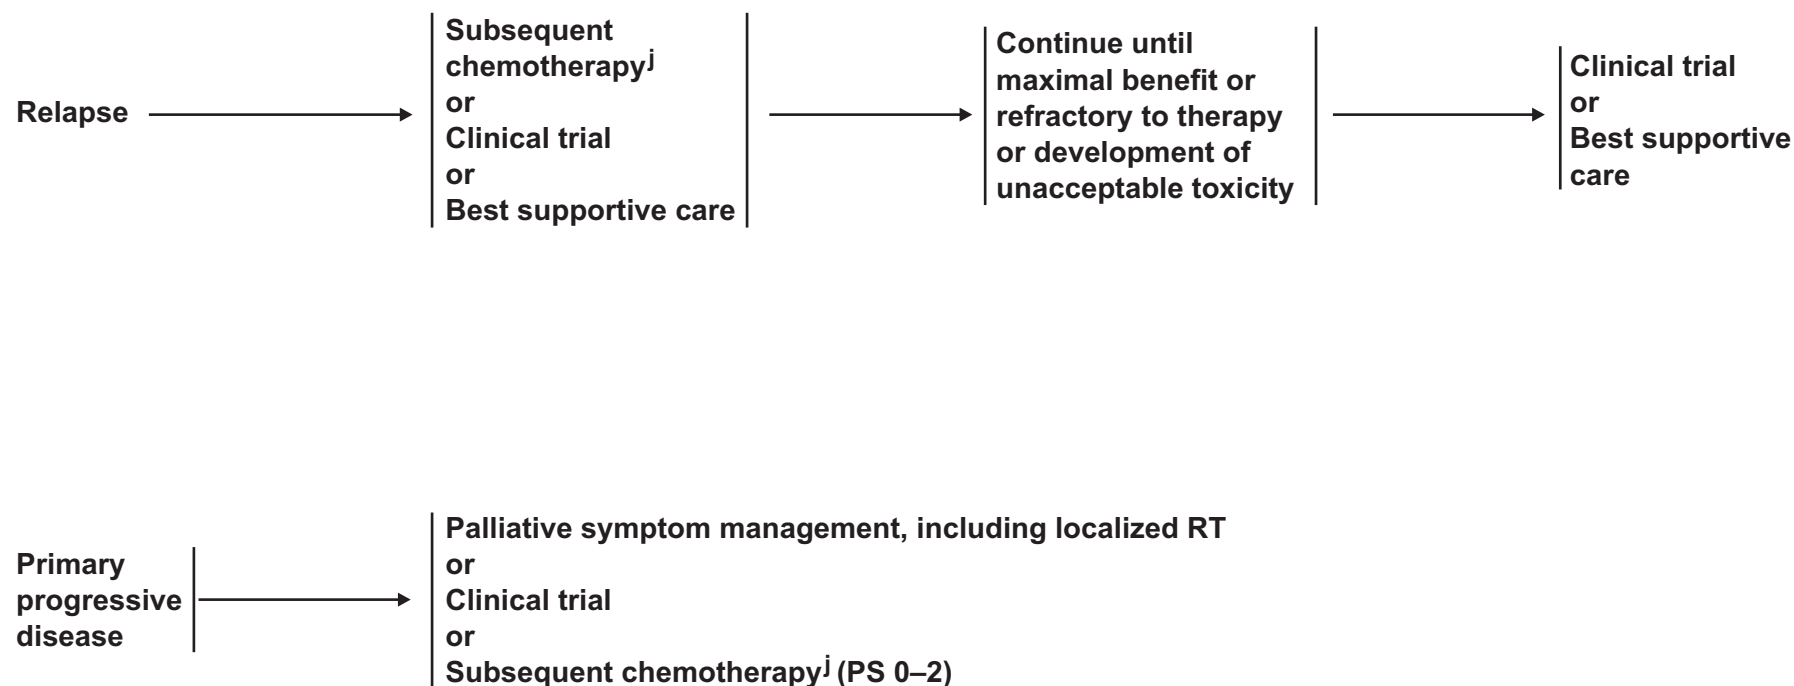 Relapse
Subsequent
chemotherapyʲ
or
Clinical trial
or
Best supportive care
Continue until
maximal benefit or
refractory to therapy
or development of
unacceptable toxicity
Clinical trial
or
Best supportive
care
Primary
progressive
disease
Palliative symptom management, including localized RT
or
Clinical trial
or
Subsequent chemotherapyʲ (PS 0–2)